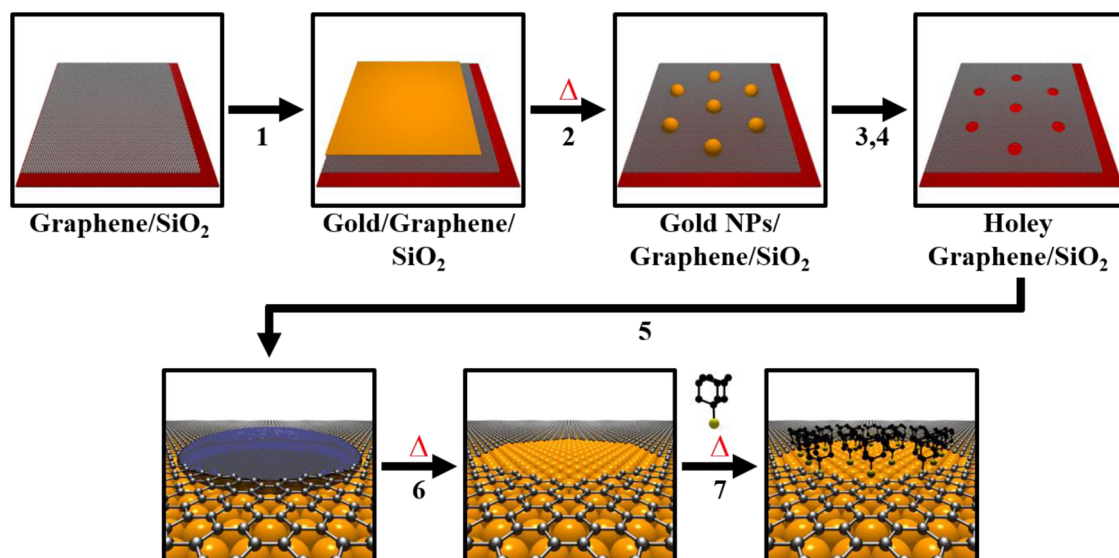 1
Δ
2
3,4
Graphene/SiO₂
Gold/Graphene/
SiO₂
Gold NPs/
Graphene/SiO₂
Holey
Graphene/SiO₂
5
Δ
6
Δ
7